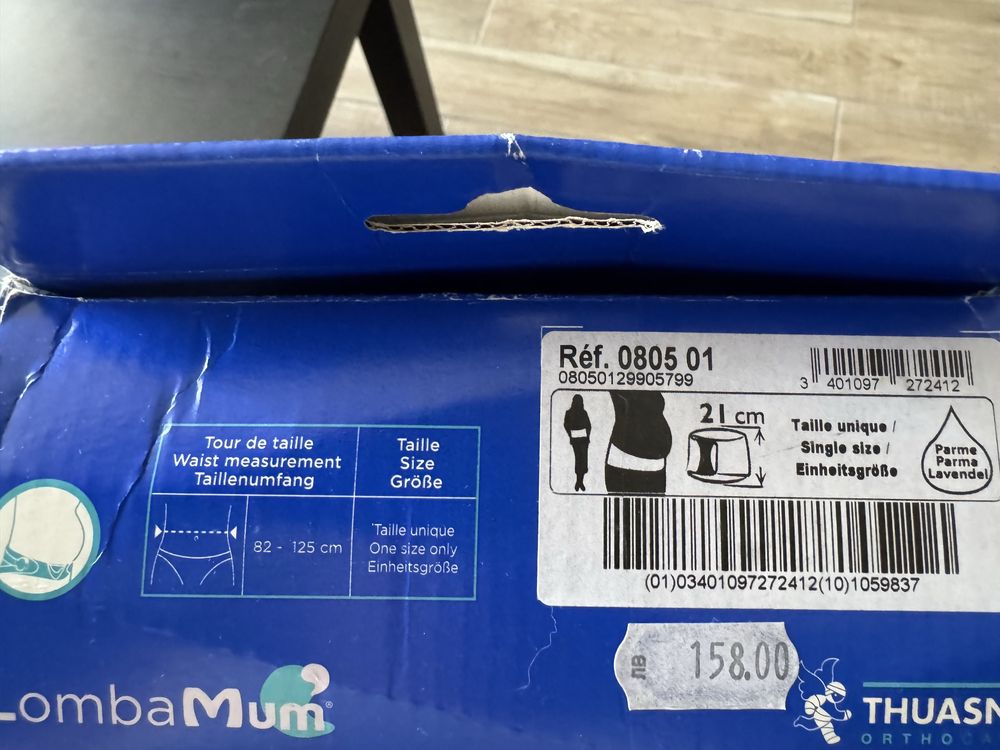 Réf. 0805 01
08050129905799
3 401097 272412
21 cm
Taille unique /
Single size /
Einheitsgröße
Parme
Parma
Lavendel
(01)03401097272412(10)1059837
Tour de taille
Waist measurement
Taillenumfang
Taille
Size
Größe
82 - 125 cm
Taille unique
One size only
Einheitsgröße
лв 158.00
LombaMum®
THUASN
ORTHOCA